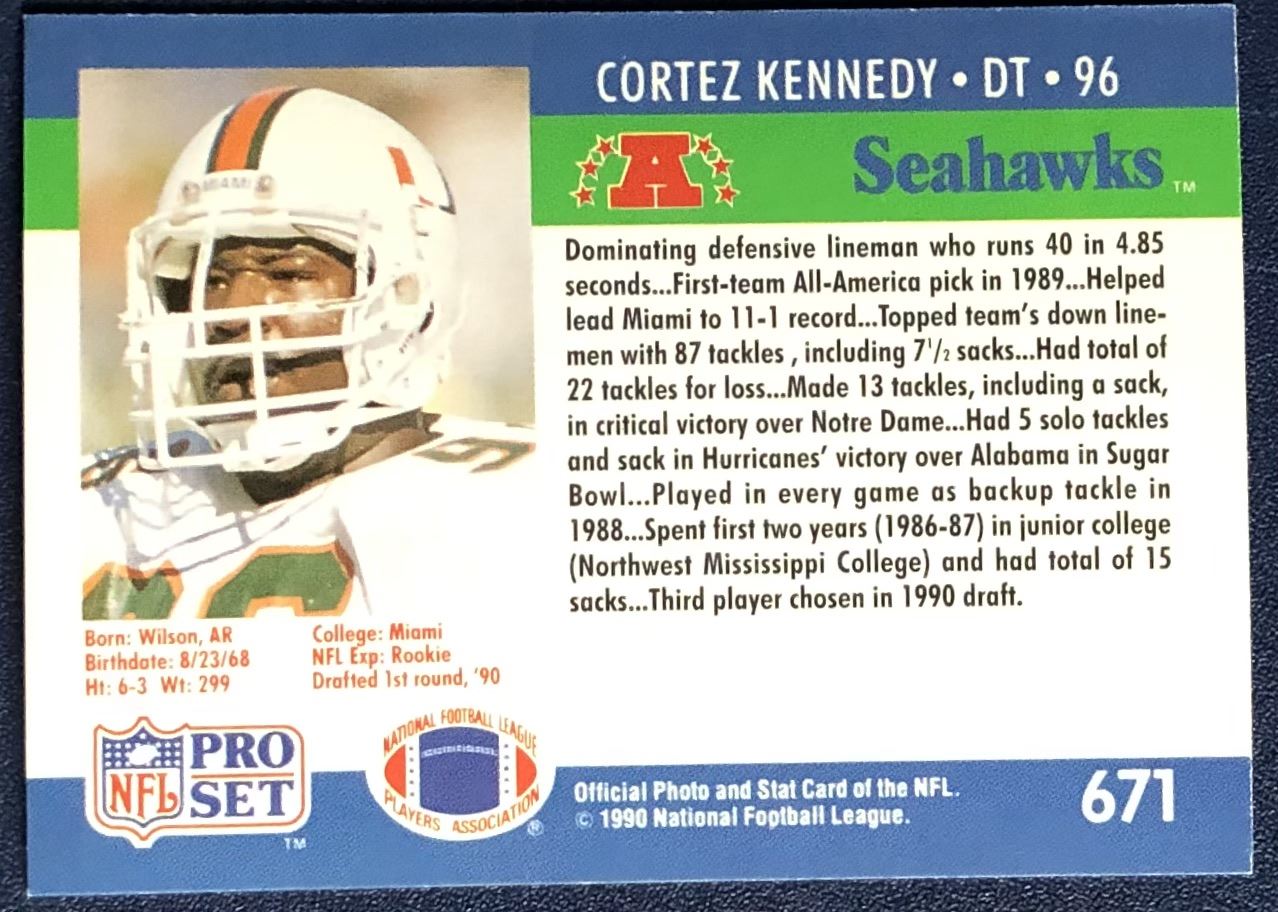 CORTEZ KENNEDY • DT • 96
A
Seahawks™
MIAMI
Dominating defensive lineman who runs 40 in 4.85
seconds...First-team All-America pick in 1989...Helped
lead Miami to 11-1 record...Topped team's down line-
men with 87 tackles , including 7½ sacks...Had total of
22 tackles for loss...Made 13 tackles, including a sack,
in critical victory over Notre Dame...Had 5 solo tackles
and sack in Hurricanes' victory over Alabama in Sugar
Bowl...Played in every game as backup tackle in
1988...Spent first two years (1986-87) in junior college
(Northwest Mississippi College) and had total of 15
sacks...Third player chosen in 1990 draft.
Born: Wilson, AR
Birthdate: 8/23/68
Ht: 6-3 Wt: 299
College: Miami
NFL Exp: Rookie
Drafted 1st round, '90
NFL
PRO
SET
™
NATIONAL FOOTBALL LEAGUE
PLAYERS ASSOCIATION
®
Official Photo and Stat Card of the NFL.
© 1990 National Football League.
671